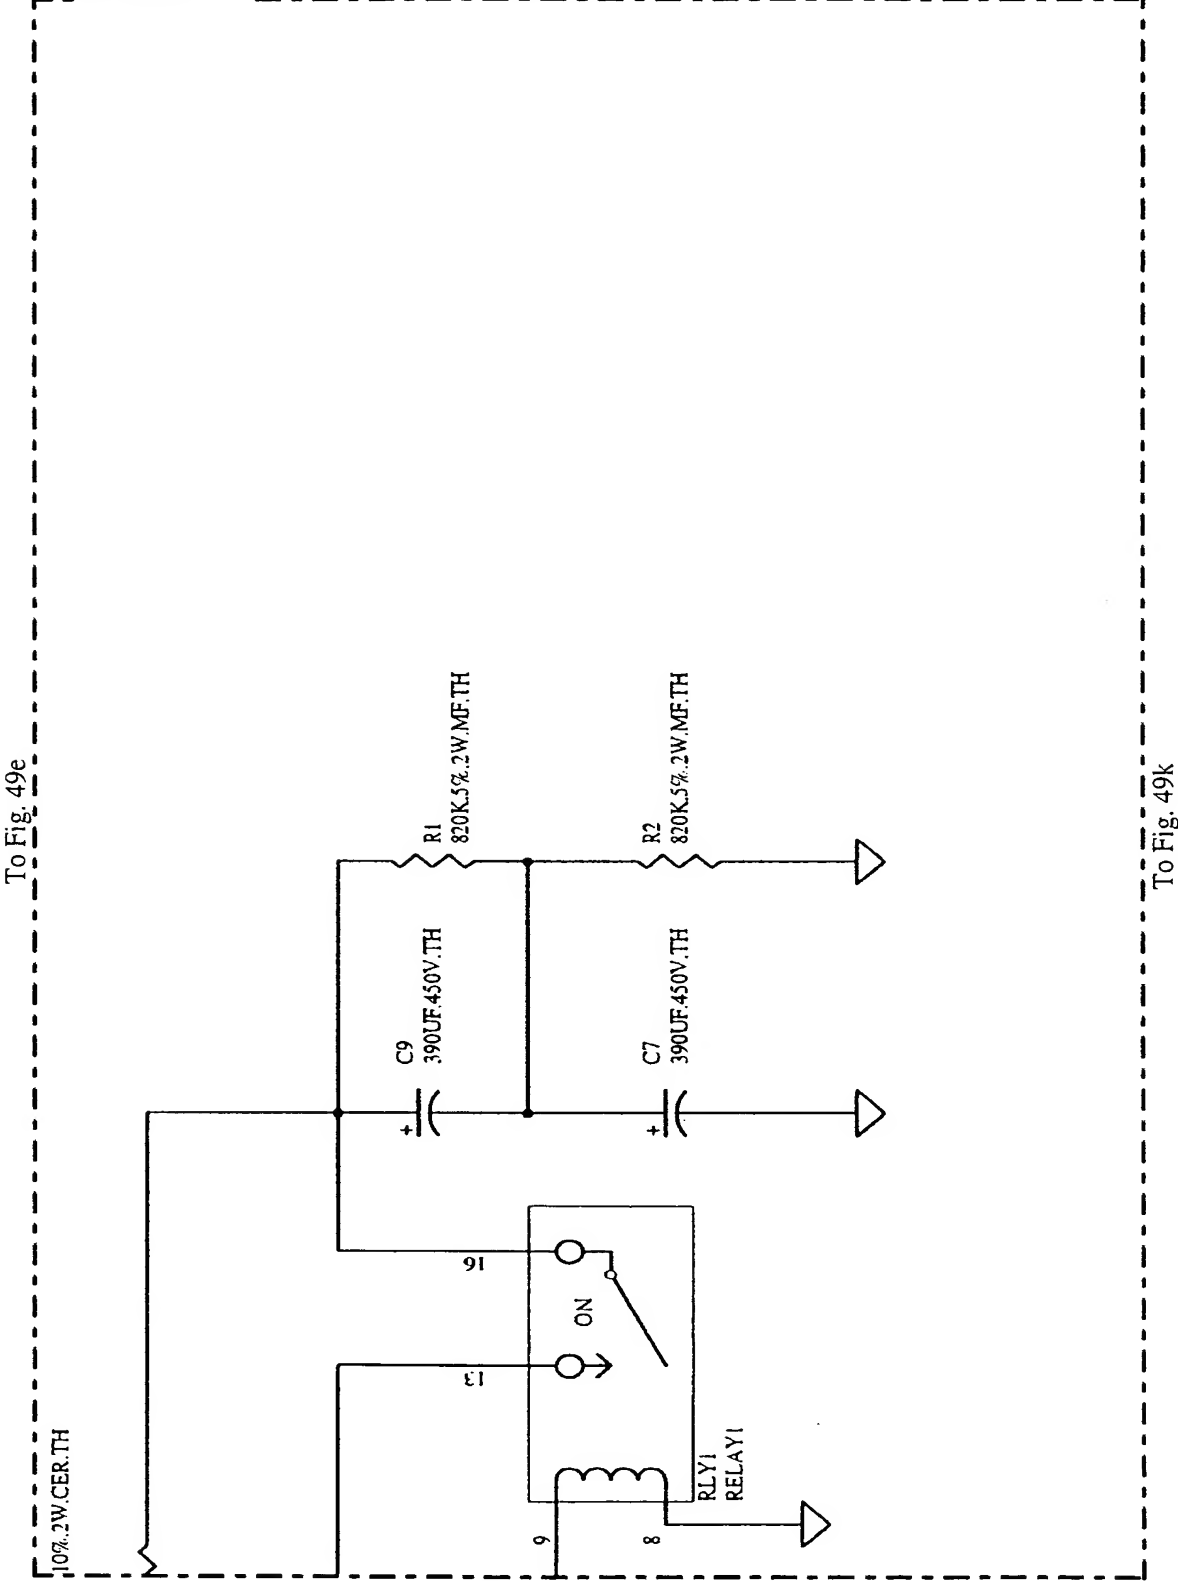 To Fig. 49e
10%.2W.CER.TH
R1
820K.5%.2W.MF.TH
C9
390UF.450V.TH
R2
820K.5%.2W.MF.TH
C7
390UF.450V.TH
16
13
ON
9
8
RLY1
RELAY1
To Fig. 49k